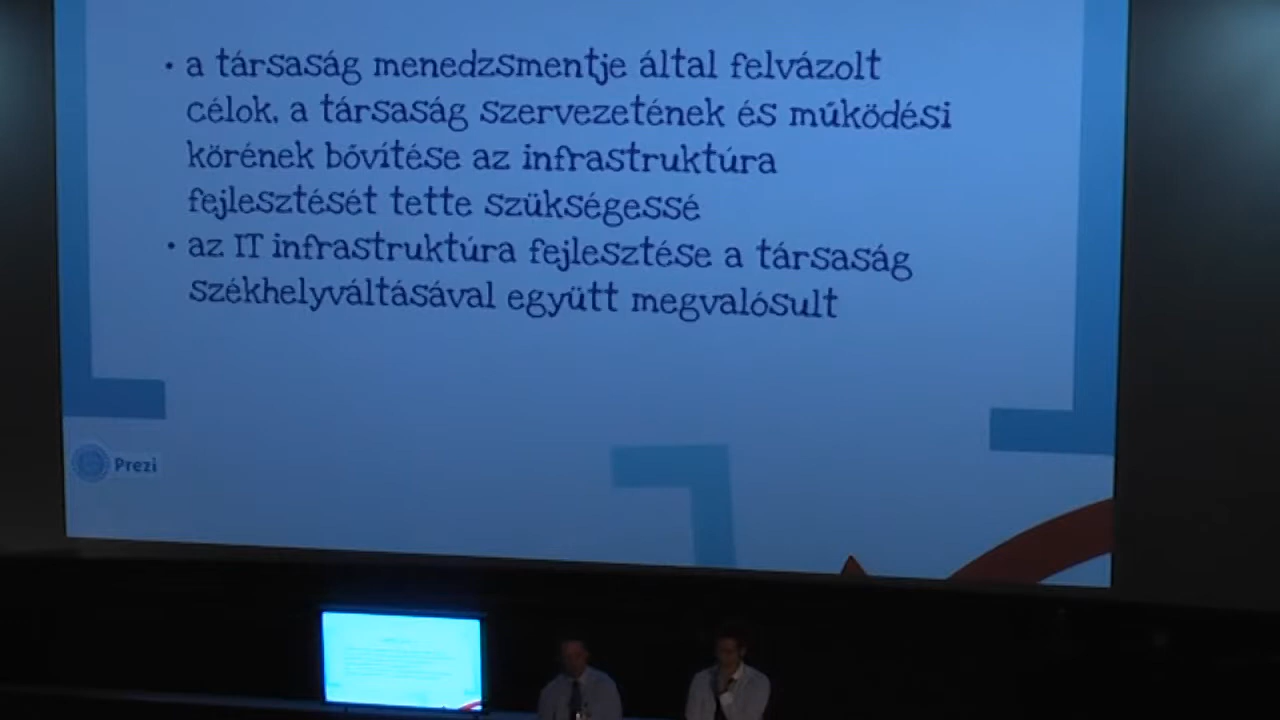 • a társaság menedzsmentje által felvázolt
célok, a társaság szervezetének és működési
körének bővítése az infrastruktúra
fejlesztését tette szükségessé
• az IT infrastruktúra fejlesztése a társaság
székhelyváltásával együtt megvalósult
Prezi